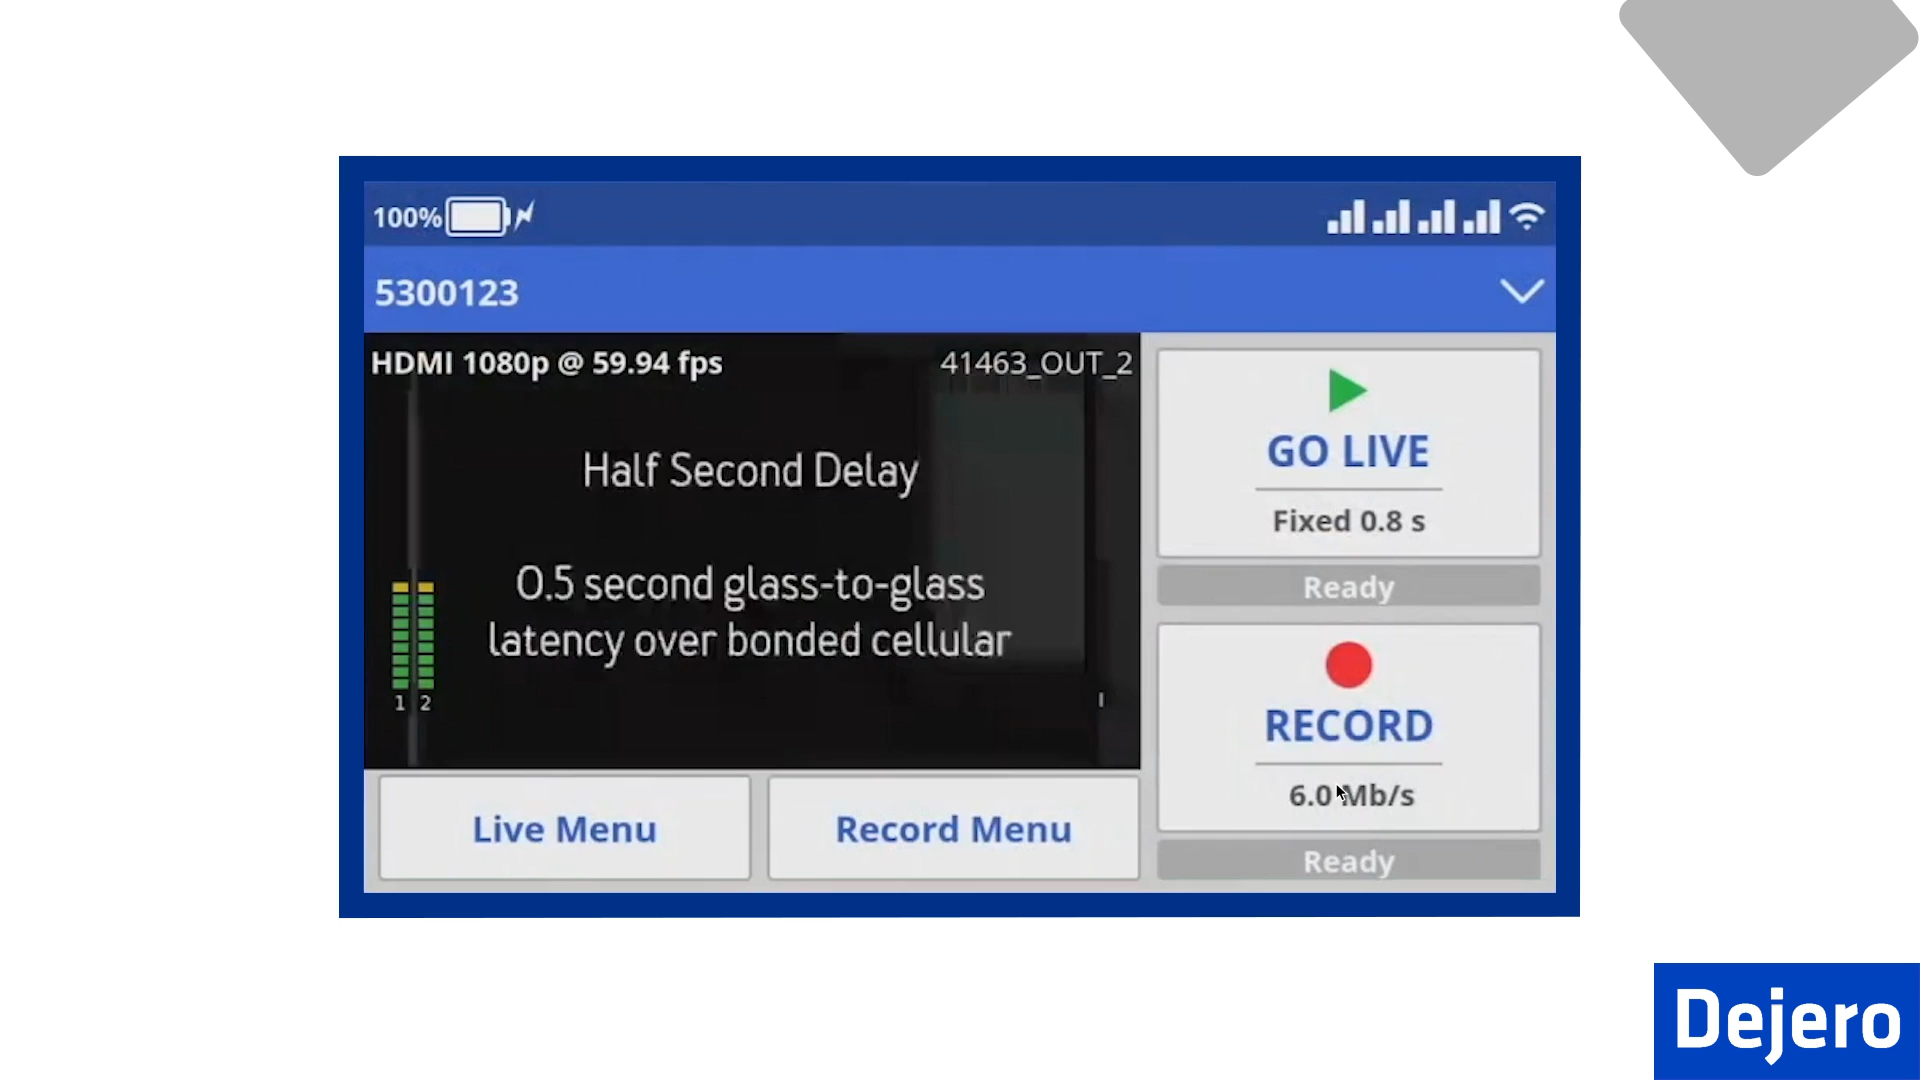 100%
5300123
HDMI 1080p @ 59.94 fps
41463_OUT_2
Half Second Delay
0.5 second glass-to-glass
latency over bonded cellular
1 2
GO LIVE
Fixed 0.8 s
Ready
RECORD
6.0 Mb/s
Ready
Live Menu
Record Menu
Dejero